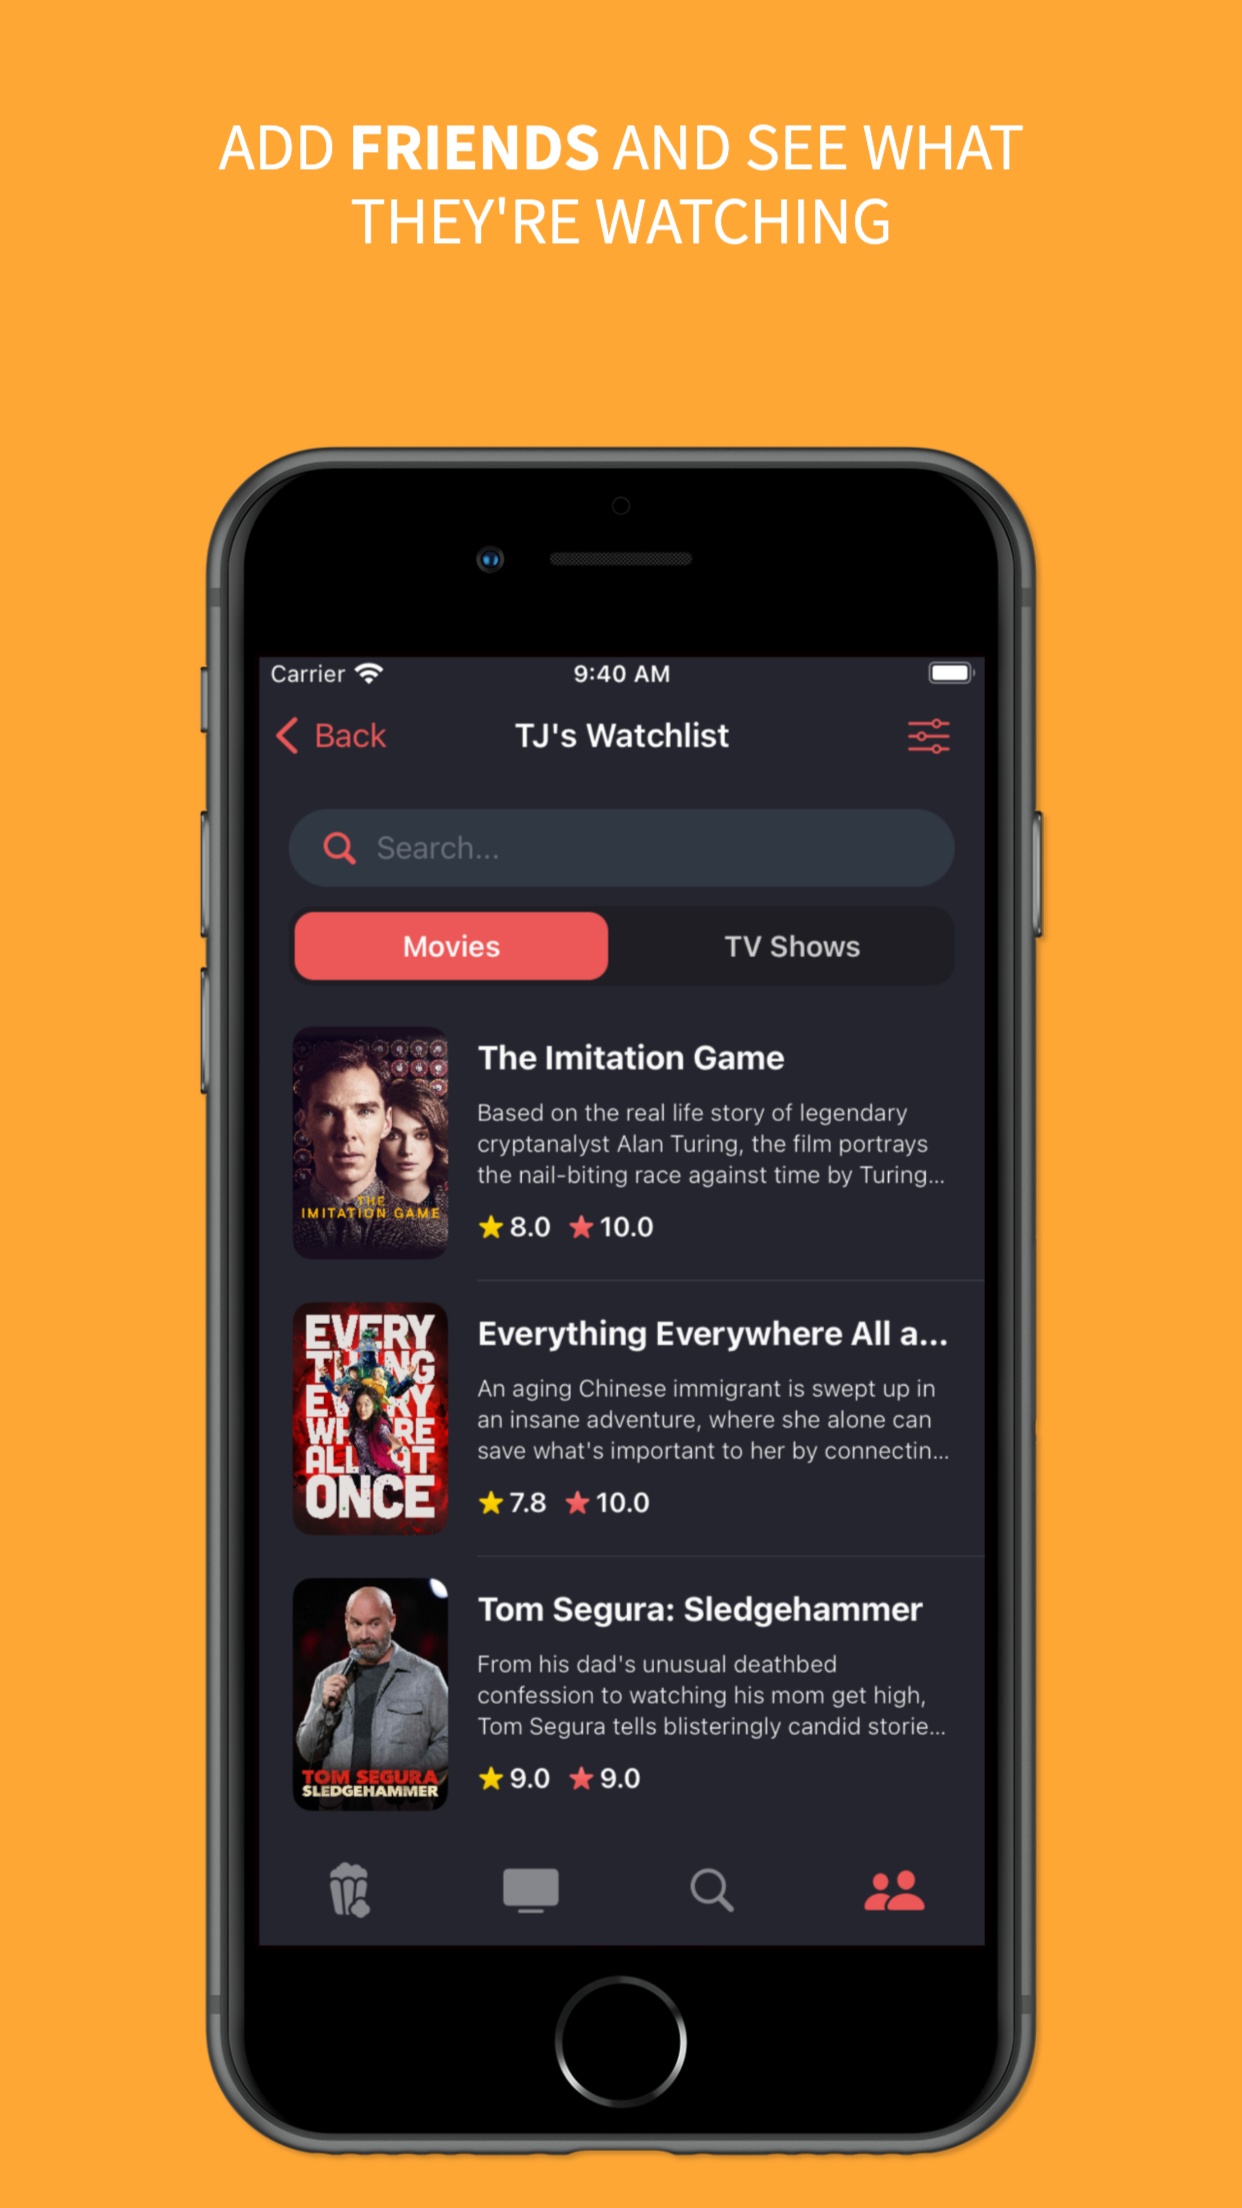 ADD FRIENDS AND SEE WHAT
THEY'RE WATCHING
Carrier
9:40 AM
Back
TJ's Watchlist
Search...
Movies
TV Shows
THE
IMITATION GAME
The Imitation Game
Based on the real life story of legendary
cryptanalyst Alan Turing, the film portrays
the nail-biting race against time by Turing...
8.0
10.0
EVERY
THING
EVERY
WHERE
ALL AT
ONCE
Everything Everywhere All a...
An aging Chinese immigrant is swept up in
an insane adventure, where she alone can
save what's important to her by connectin...
7.8
10.0
TOM SEGURA
SLEDGEHAMMER
Tom Segura: Sledgehammer
From his dad's unusual deathbed
confession to watching his mom get high,
Tom Segura tells blisteringly candid storie...
9.0
9.0